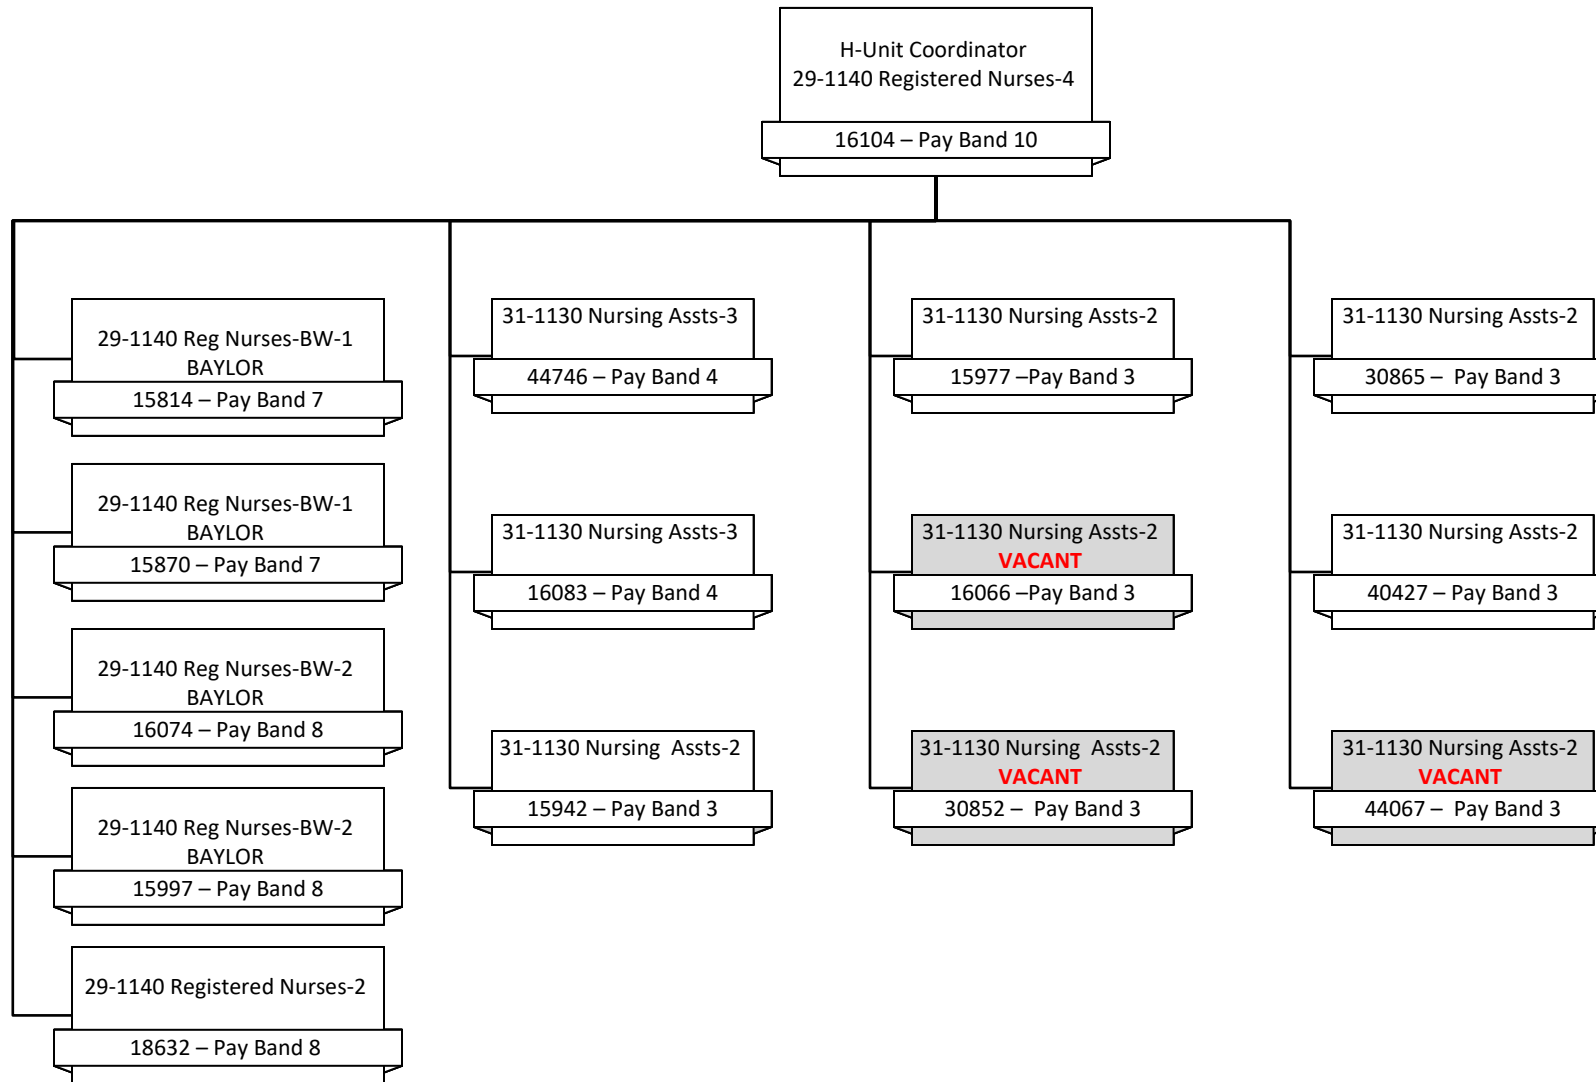 H-Unit Coordinator
29-1140 Registered Nurses-4
16104 – Pay Band 10
29-1140 Reg Nurses-BW-1
BAYLOR
15814 – Pay Band 7
29-1140 Reg Nurses-BW-1
BAYLOR
15870 – Pay Band 7
29-1140 Reg Nurses-BW-2
BAYLOR
16074 – Pay Band 8
29-1140 Reg Nurses-BW-2
BAYLOR
15997 – Pay Band 8
29-1140 Registered Nurses-2
18632 – Pay Band 8
31-1130 Nursing Assts-3
44746 – Pay Band 4
31-1130 Nursing Assts-3
16083 – Pay Band 4
31-1130 Nursing  Assts-2
15942 – Pay Band 3
31-1130 Nursing Assts-2
15977 –Pay Band 3
31-1130 Nursing Assts-2
VACANT
16066 –Pay Band 3
31-1130 Nursing  Assts-2
VACANT
30852 –  Pay Band 3
31-1130 Nursing Assts-2
30865 –  Pay Band 3
31-1130 Nursing Assts-2
40427 – Pay Band 3
31-1130 Nursing Assts-2
VACANT
44067 – Pay Band 3